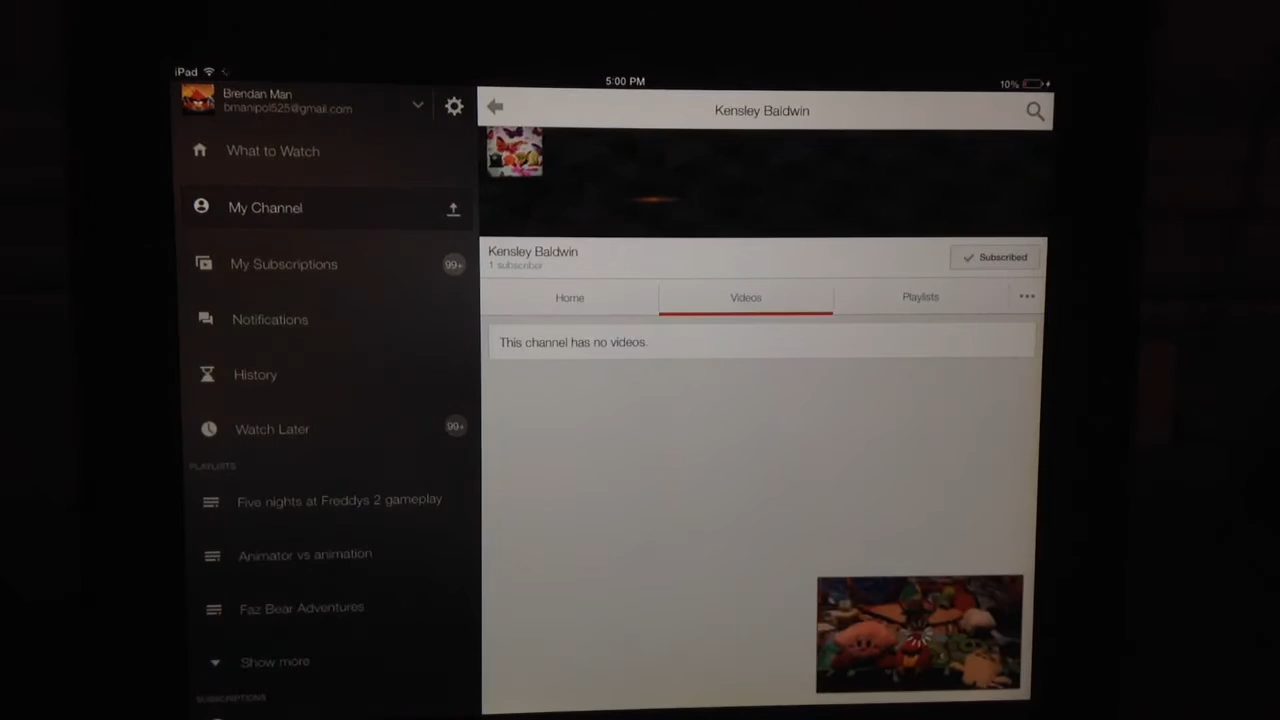 iPad
5:00 PM
10%
Brendan Man
bmanipol525@gmail.com
What to Watch
My Channel
My Subscriptions
99+
Notifications
History
Watch Later
99+
PLAYLISTS
Five nights at Freddys 2 gameplay
Animator vs animation
Faz Bear Adventures
Show more
SUBSCRIPTIONS
Kensley Baldwin
Kensley Baldwin
1 subscriber
Subscribed
Home
Videos
Playlists
This channel has no videos.